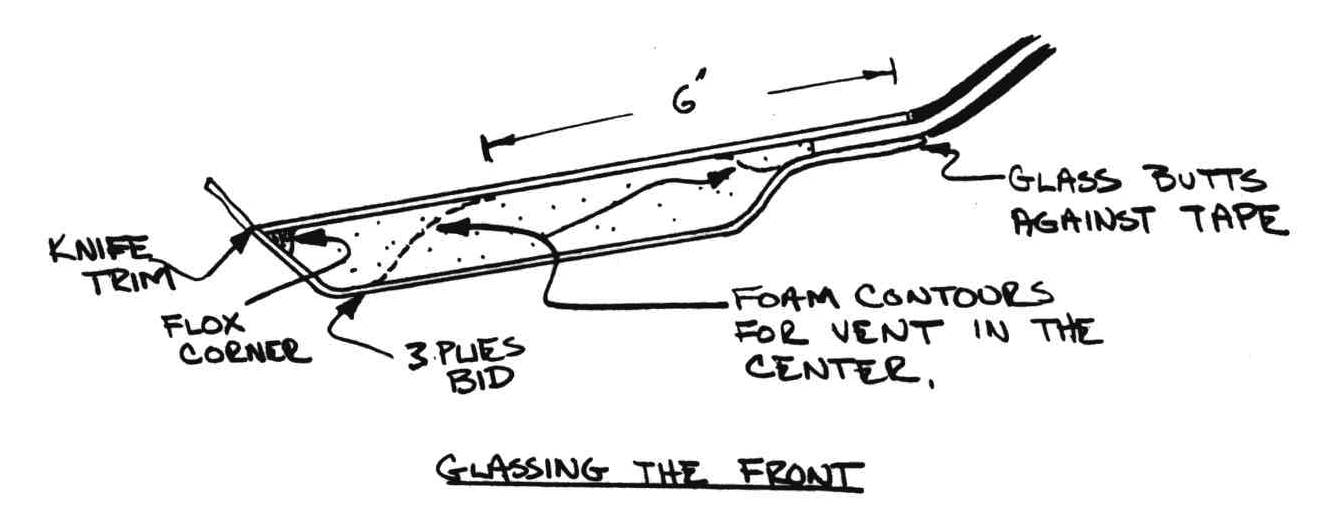 6"
GLASS BUTTS
AGAINST TAPE
KNIFE
TRIM
FLOX
CORNER
3 PLIES
BID
FOAM CONTOURS
FOR VENT IN THE
CENTER.
GLASSING THE FRONT